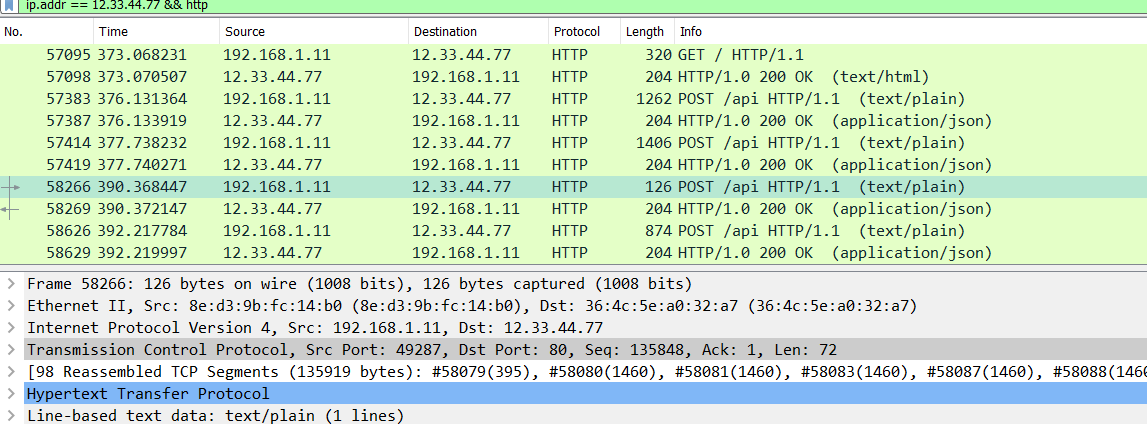 ip.addr == 12.33.44.77 && http
No. Time Source Destination Protocol Length Info
57095 373.068231 192.168.1.11 12.33.44.77 HTTP 320 GET / HTTP/1.1
57098 373.070507 12.33.44.77 192.168.1.11 HTTP 204 HTTP/1.0 200 OK (text/html)
57383 376.131364 192.168.1.11 12.33.44.77 HTTP 1262 POST /api HTTP/1.1 (text/plain)
57387 376.133919 12.33.44.77 192.168.1.11 HTTP 204 HTTP/1.0 200 OK (application/json)
57414 377.738232 192.168.1.11 12.33.44.77 HTTP 1406 POST /api HTTP/1.1 (text/plain)
57419 377.740271 12.33.44.77 192.168.1.11 HTTP 204 HTTP/1.0 200 OK (application/json)
58266 390.368447 192.168.1.11 12.33.44.77 HTTP 126 POST /api HTTP/1.1 (text/plain)
58269 390.372147 12.33.44.77 192.168.1.11 HTTP 204 HTTP/1.0 200 OK (application/json)
58626 392.217784 192.168.1.11 12.33.44.77 HTTP 874 POST /api HTTP/1.1 (text/plain)
58629 392.219997 12.33.44.77 192.168.1.11 HTTP 204 HTTP/1.0 200 OK (application/json)
Frame 58266: 126 bytes on wire (1008 bits), 126 bytes captured (1008 bits)
Ethernet II, Src: 8e:d3:9b:fc:14:b0 (8e:d3:9b:fc:14:b0), Dst: 36:4c:5e:a0:32:a7 (36:4c:5e:a0:32:a7)
Internet Protocol Version 4, Src: 192.168.1.11, Dst: 12.33.44.77
Transmission Control Protocol, Src Port: 49287, Dst Port: 80, Seq: 135848, Ack: 1, Len: 72
[98 Reassembled TCP Segments (135919 bytes): #58079(395), #58080(1460), #58081(1460), #58083(1460), #58087(1460), #58088(1460
Hypertext Transfer Protocol
Line-based text data: text/plain (1 lines)